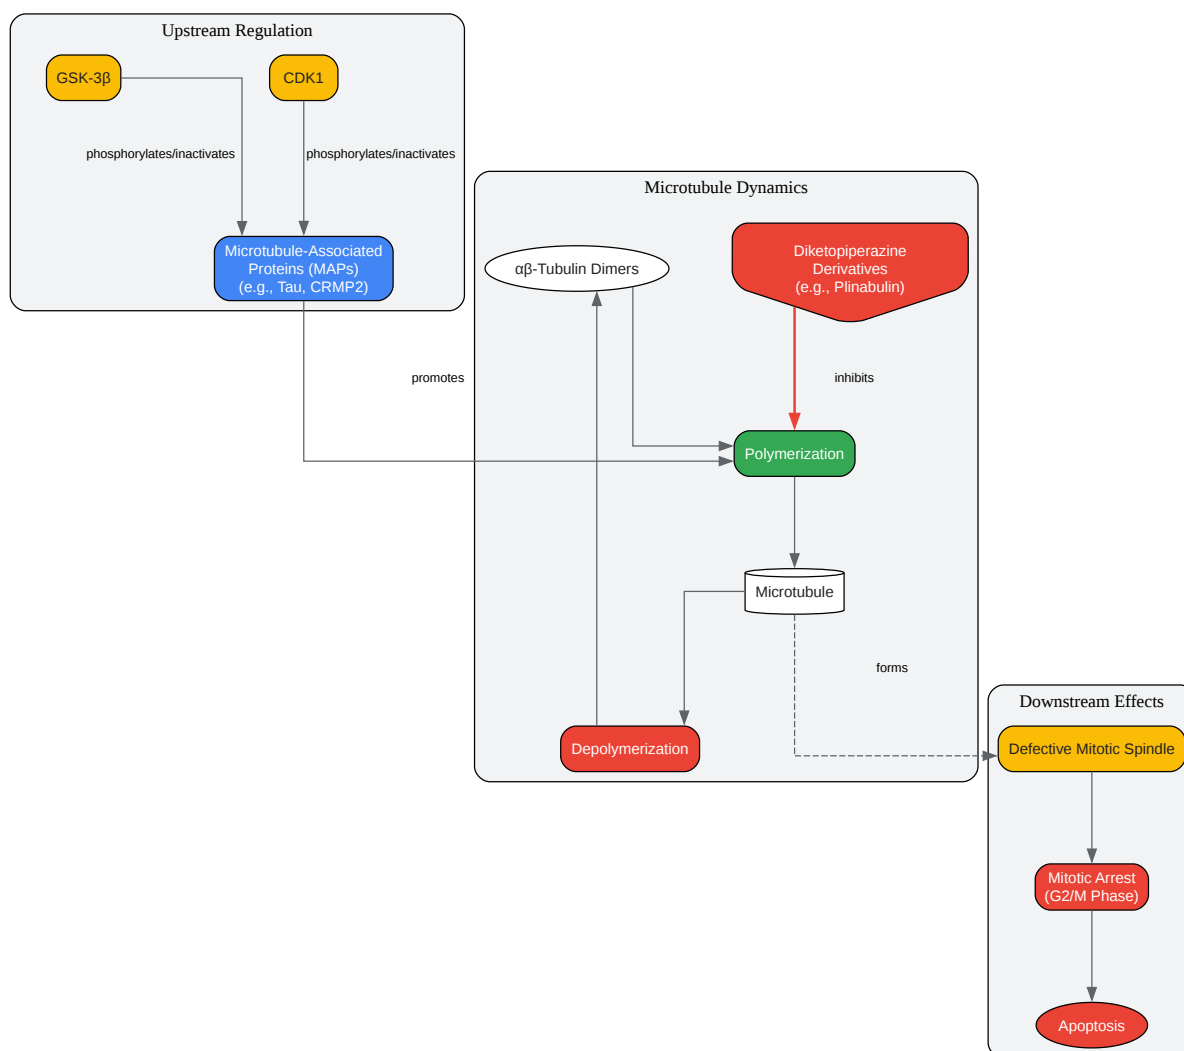 Upstream Regulation
GSK-3β
CDK1
phosphorylates/inactivates
phosphorylates/inactivates
Microtubule-Associated
Proteins (MAPs)
(e.g., Tau, CRMP2)
promotes
Microtubule Dynamics
αβ-Tubulin Dimers
Diketopiperazine
Derivatives
(e.g., Plinabulin)
inhibits
Polymerization
Microtubule
forms
Depolymerization
Downstream Effects
Defective Mitotic Spindle
Mitotic Arrest
(G2/M Phase)
Apoptosis